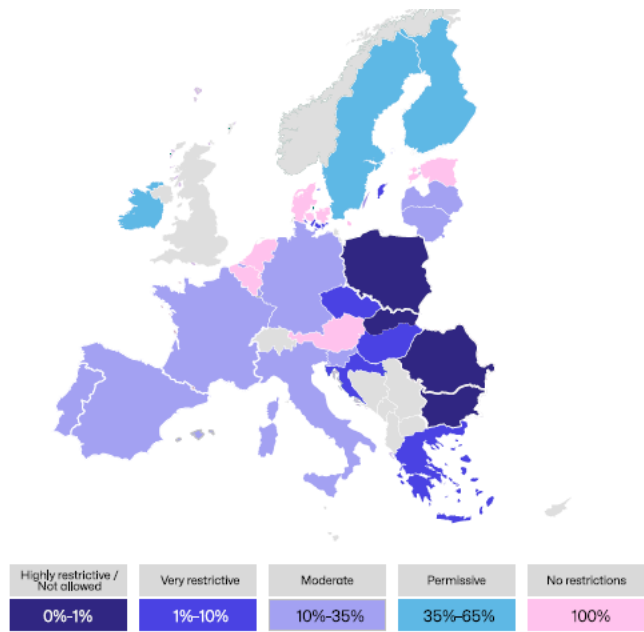 Highly restrictive /
Not allowed
Very restrictive
Moderate
Permissive
No restrictions
0%-1%
1%-10%
10%-35%
35%-65%
100%